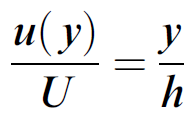 u(y)/U = y/h